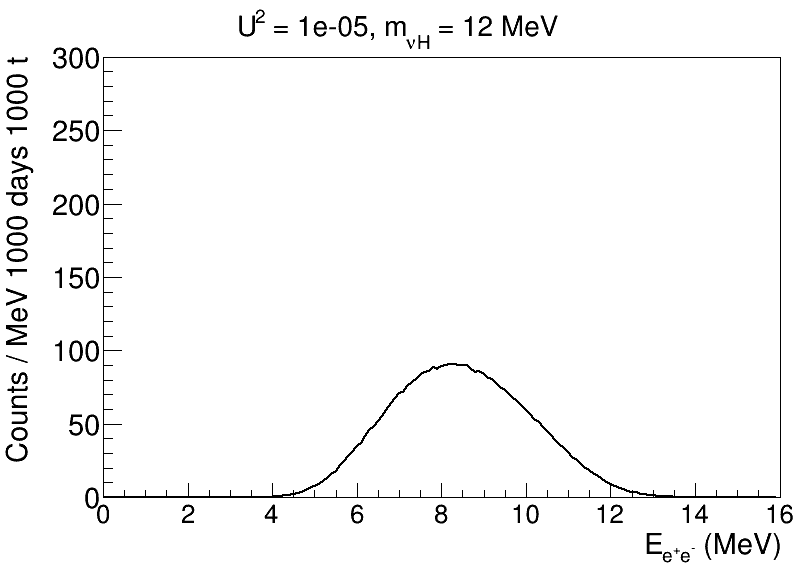 U² = 1e-05, m_νH = 12 MeV
Counts / MeV 1000 days 1000 t
300
250
200
150
100
50
0
0 2 4 6 8 10 12 14 16
E_e⁺e⁻ (MeV)